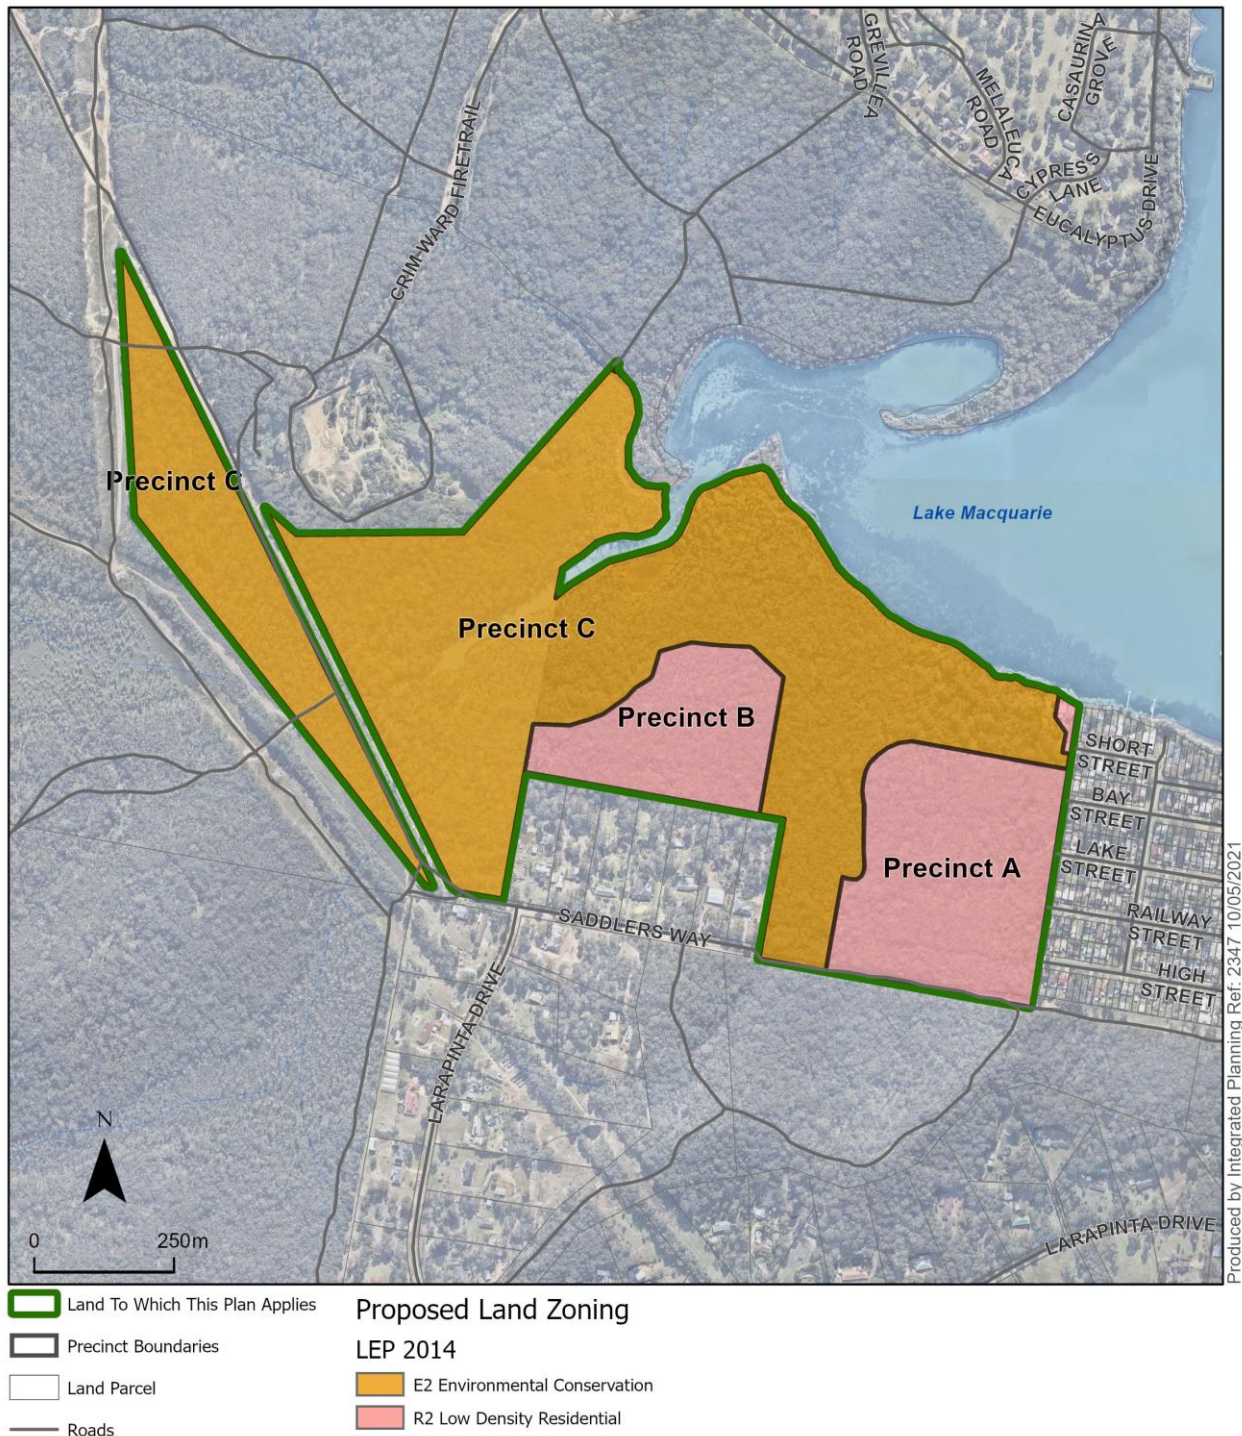 GREVILLEA
ROAD
MELALEUCA
ROAD
CASAURINA
GROVE
CYPRESS
LANE
EUCALYPTUS DRIVE
CRIM-WARD FIRETRAIL
Precinct C
Lake Macquarie
Precinct C
Precinct B
SHORT
STREET
BAY
STREET
LAKE
STREET
Precinct A
RAILWAY
STREET
SADDLERS WAY
HIGH
STREET
LARAPINTA DRIVE
N
0 250m
LARAPINTA DRIVE
Produced by Integrated Planning Ref: 2347 10/05/2021
Land To Which This Plan Applies
Precinct Boundaries
Land Parcel
Roads
Proposed Land Zoning
LEP 2014
E2 Environmental Conservation
R2 Low Density Residential